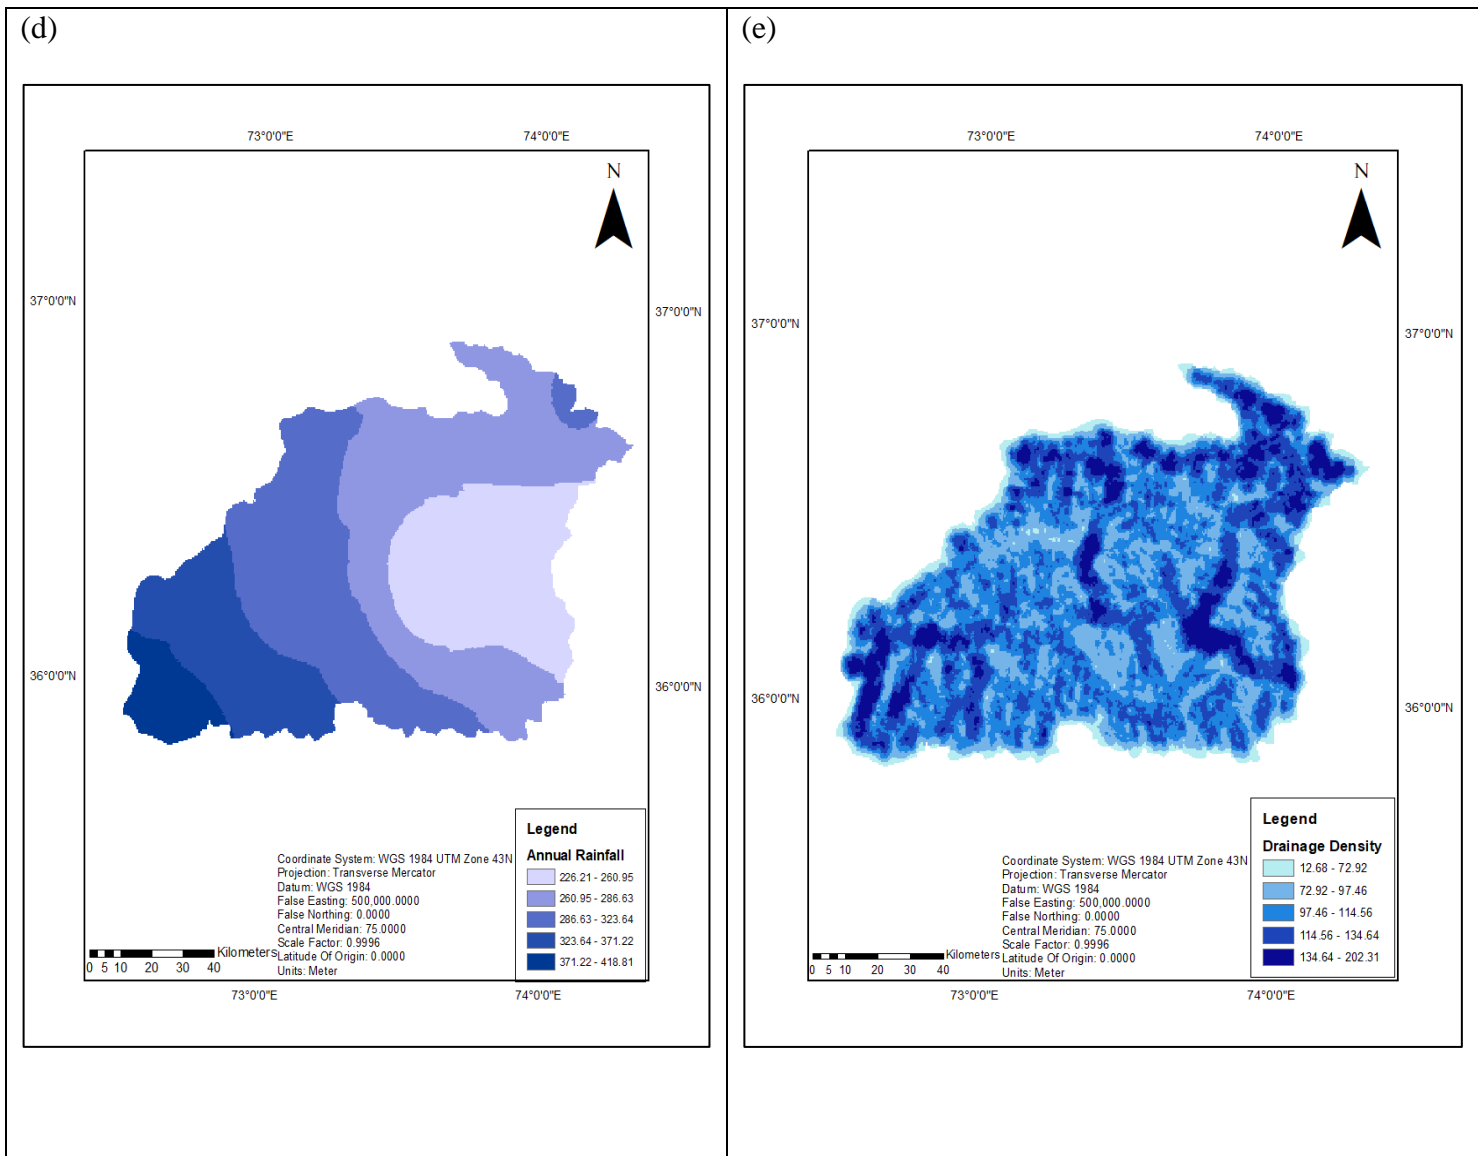 (d)
73°0'0"E
74°0'0"E
N
37°0'0"N
37°0'0"N
36°0'0"N
36°0'0"N
Legend
Annual Rainfall
226.21 - 260.95
260.95 - 286.63
286.63 - 323.64
323.64 - 371.22
371.22 - 418.81
Coordinate System: WGS 1984 UTM Zone 43N
Projection: Transverse Mercator
Datum: WGS 1984
False Easting: 500,000.0000
False Northing: 0.0000
Central Meridian: 75.0000
Scale Factor: 0.9996
Latitude Of Origin: 0.0000
Units: Meter
Kilometers
0 5 10 20 30 40
73°0'0"E
74°0'0"E
(e)
73°0'0"E
74°0'0"E
N
37°0'0"N
37°0'0"N
36°0'0"N
36°0'0"N
Legend
Drainage Density
12.68 - 72.92
72.92 - 97.46
97.46 - 114.56
114.56 - 134.64
134.64 - 202.31
Coordinate System: WGS 1984 UTM Zone 43N
Projection: Transverse Mercator
Datum: WGS 1984
False Easting: 500,000.0000
False Northing: 0.0000
Central Meridian: 75.0000
Scale Factor: 0.9996
Latitude Of Origin: 0.0000
Units: Meter
Kilometers
0 5 10 20 30 40
73°0'0"E
74°0'0"E